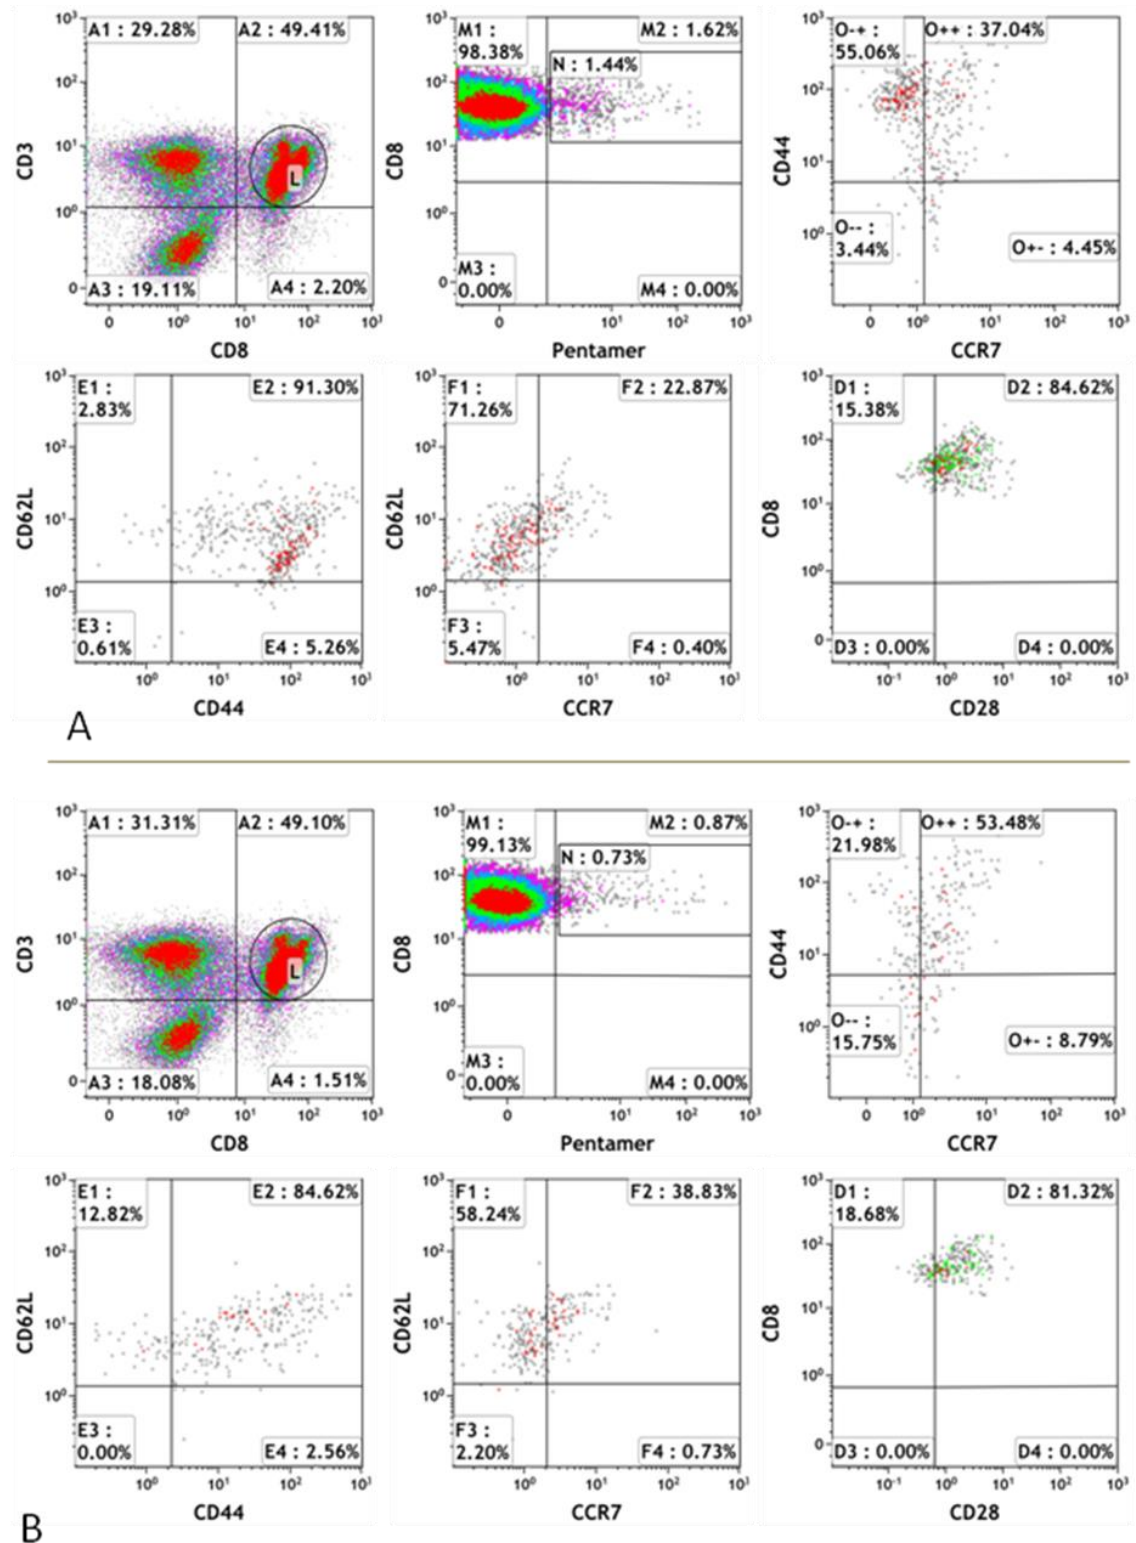 A1 : 29.28%
A2 : 49.41%
CD3
10³
10²
10¹
10⁰
0
L
A3 : 19.11%
A4 : 2.20%
0
10⁰
10¹
10²
10³
CD8
M1 :
98.38%
M2 : 1.62%
N : 1.44%
CD8
10³
10²
10¹
10⁰
0
M3 :
0.00%
M4 : 0.00%
0
10¹
10²
10³
Pentamer
O-+ :
55.06%
O++ : 37.04%
CD44
10³
10²
10¹
10⁰
O-- :
3.44%
O+- : 4.45%
0
10⁰
10¹
10²
10³
CCR7
E1 :
2.83%
E2 : 91.30%
CD62L
10³
10²
10¹
10⁰
E3 :
0.61%
E4 : 5.26%
10⁰
10¹
10²
10³
CD44
F1 :
71.26%
F2 : 22.87%
CD62L
10³
10²
10¹
10⁰
F3 :
5.47%
F4 : 0.40%
10⁰
10¹
10²
10³
CCR7
D1 :
15.38%
D2 : 84.62%
CD8
10³
10²
10¹
10⁰
0
D3 : 0.00%
D4 : 0.00%
10⁻¹
10⁰
10¹
10²
10³
CD28
A
A1 : 31.31%
A2 : 49.10%
CD3
10³
10²
10¹
10⁰
0
L
A3 : 18.08%
A4 : 1.51%
0
10⁰
10¹
10²
10³
CD8
M1 :
99.13%
M2 : 0.87%
N : 0.73%
CD8
10³
10²
10¹
10⁰
0
M3 :
0.00%
M4 : 0.00%
0
10¹
10²
10³
Pentamer
O-+ :
21.98%
O++ : 53.48%
CD44
10³
10²
10¹
10⁰
O-- :
15.75%
O+- : 8.79%
0
10⁰
10¹
10²
10³
CCR7
E1 :
12.82%
E2 : 84.62%
CD62L
10³
10²
10¹
10⁰
E3 :
0.00%
E4 : 2.56%
10⁰
10¹
10²
10³
CD44
F1 :
58.24%
F2 : 38.83%
CD62L
10³
10²
10¹
10⁰
F3 :
2.20%
F4 : 0.73%
10⁰
10¹
10²
10³
CCR7
D1 :
18.68%
D2 : 81.32%
CD8
10³
10²
10¹
10⁰
0
D3 : 0.00%
D4 : 0.00%
10⁻¹
10⁰
10¹
10²
10³
CD28
B